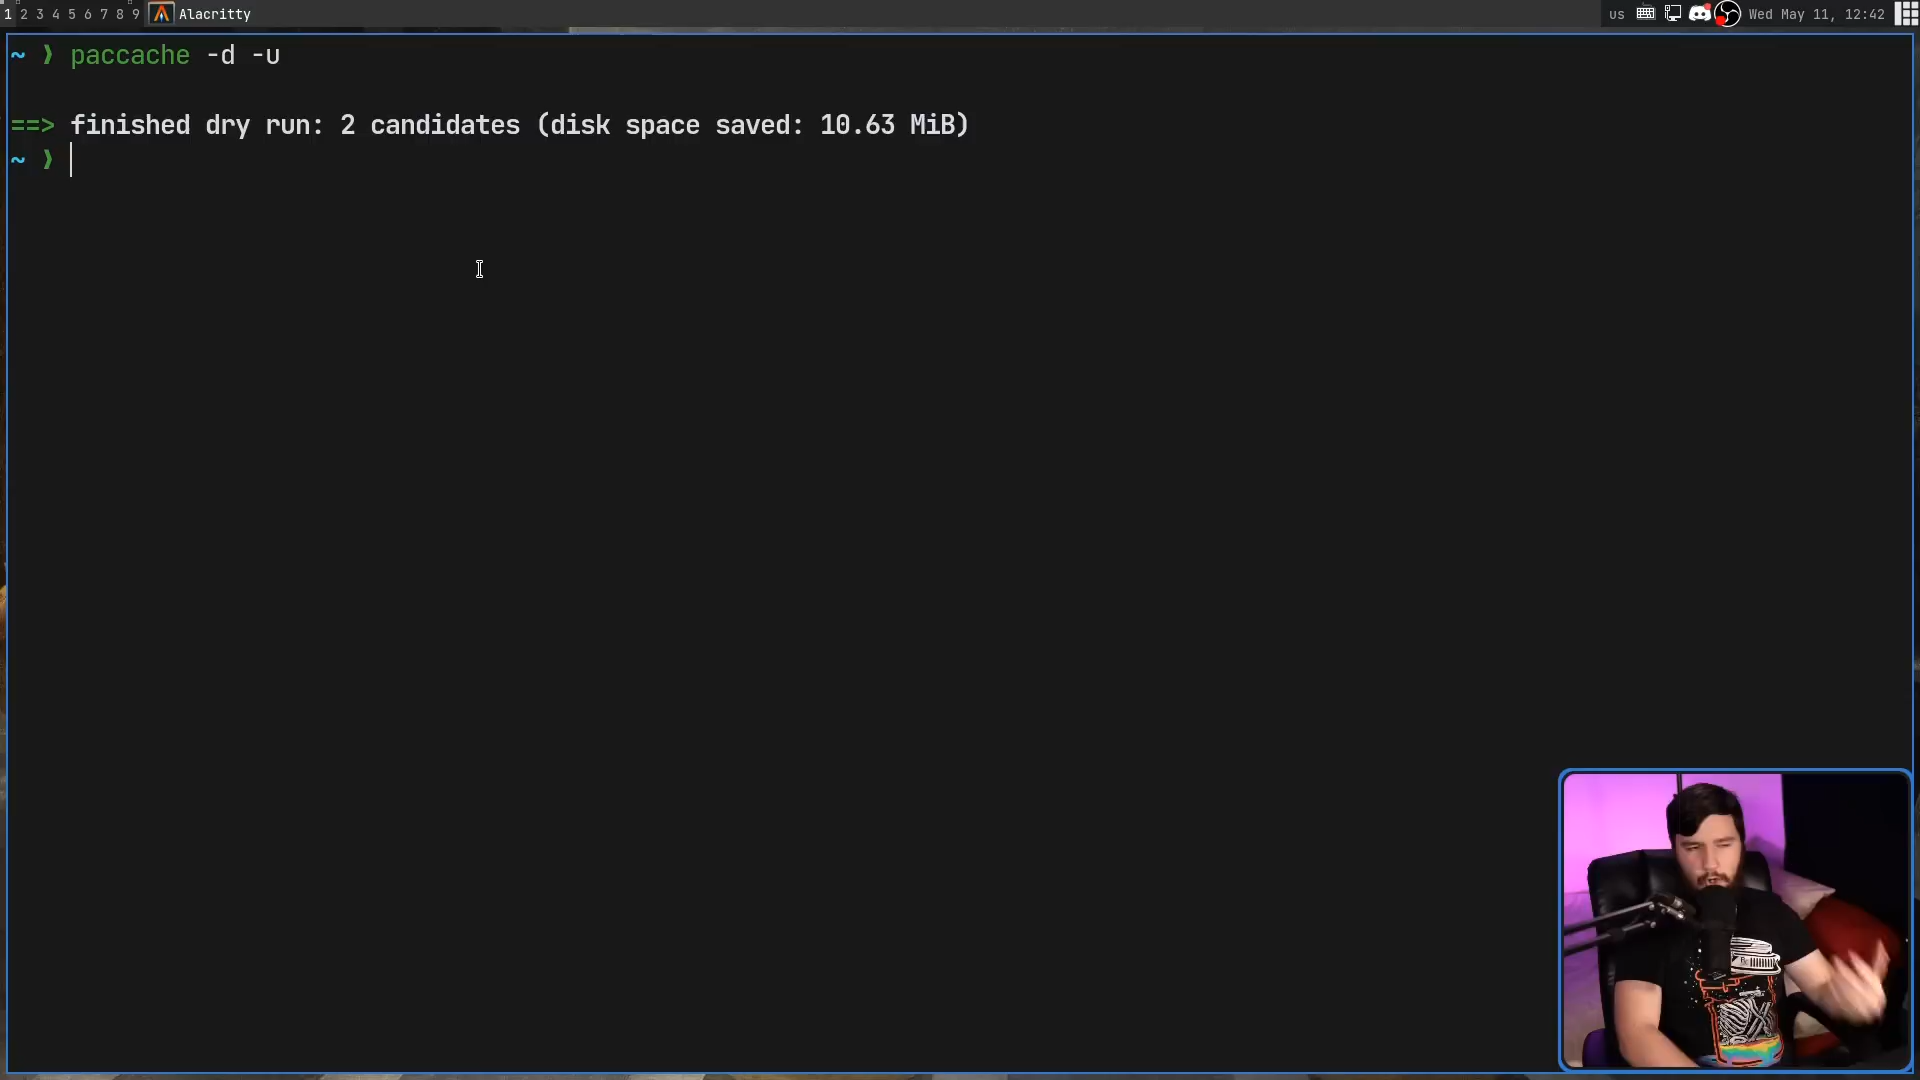 1 2 3 4 5 6 7 8 9 Alacritty us Wed May 11, 12:42
~ ❯ paccache -d -u
==> finished dry run: 2 candidates (disk space saved: 10.63 MiB)
~ ❯